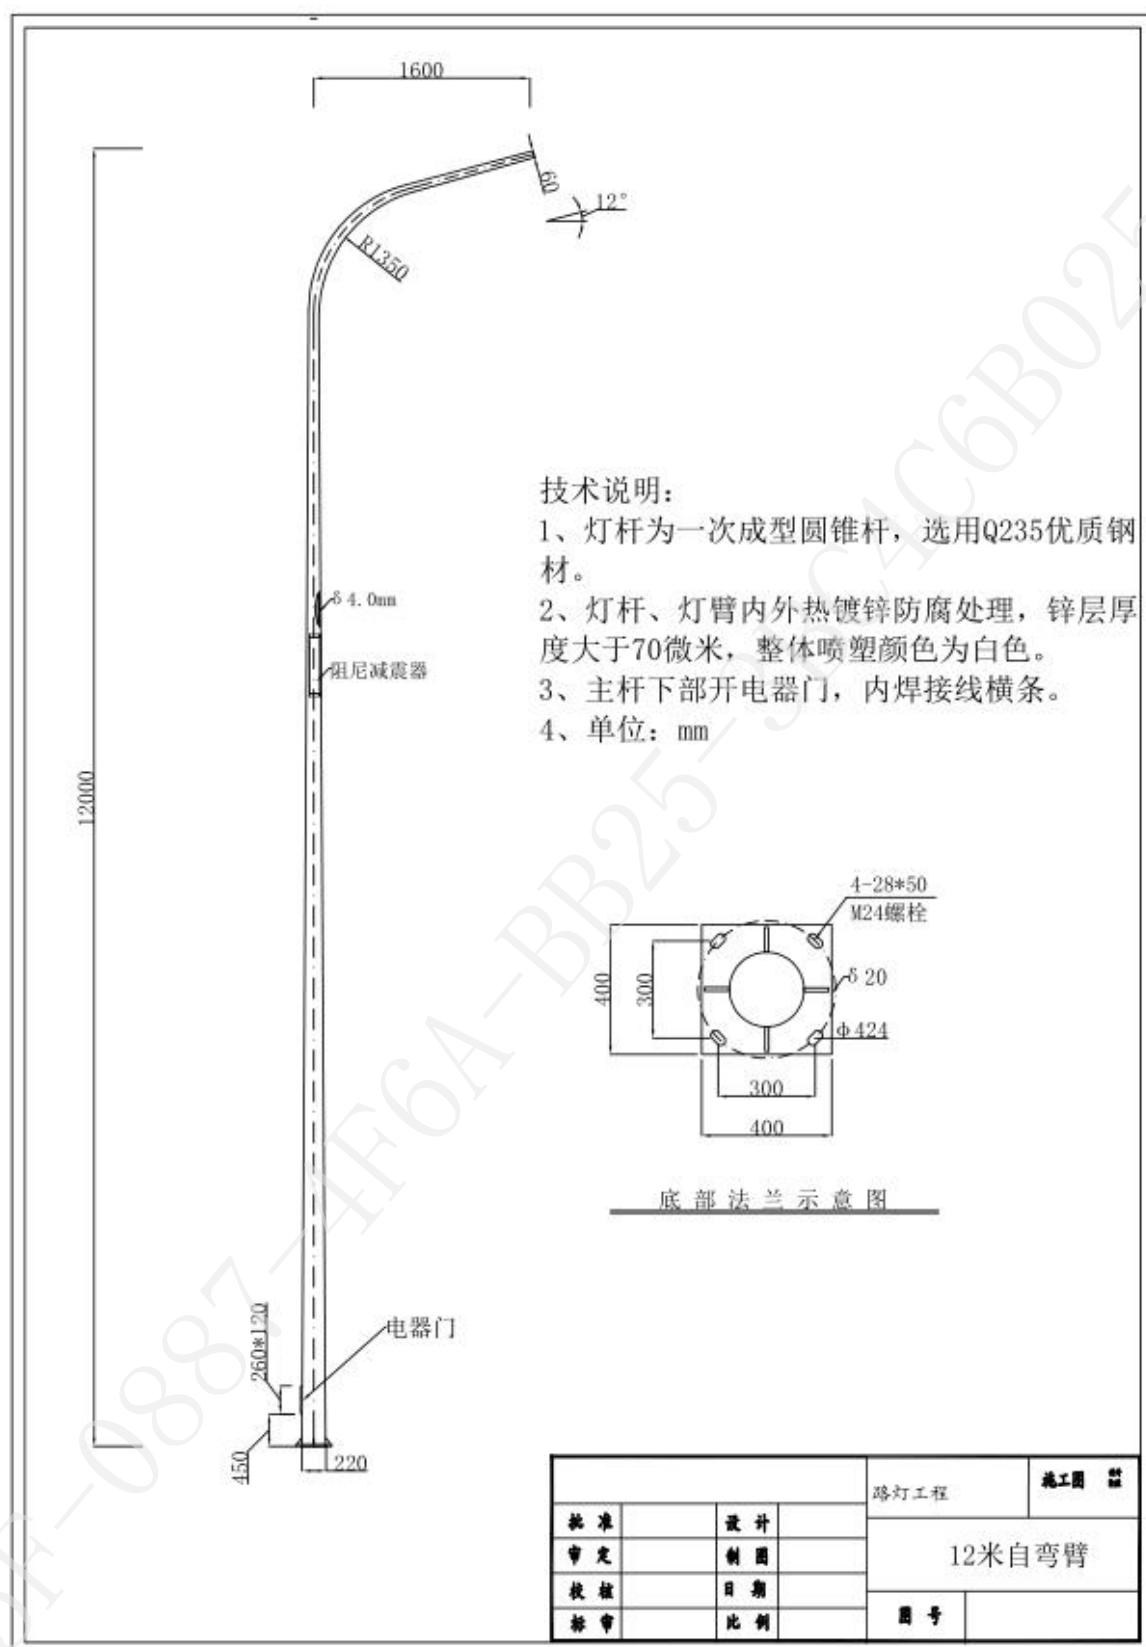 1600
60
12°
R1350
技术说明：
1、灯杆为一次成型圆锥杆，选用Q235优质钢
材。
2、灯杆、灯臂内外热镀锌防腐处理，锌层厚
度大于70微米，整体喷塑颜色为白色。
3、主杆下部开电器门，内焊接线横条。
4、单位：mm
δ 4.0mm
阻尼减震器
12000
4-28*50
M24螺栓
400
300
δ 20
φ424
300
400
底部法兰示意图
260*120
电器门
450
220
路灯工程
施工图
批 准
设 计
12米自弯臂
审 定
制 图
校 核
日 期
标 审
比 例
图 号
0887-4F6A-BB25-